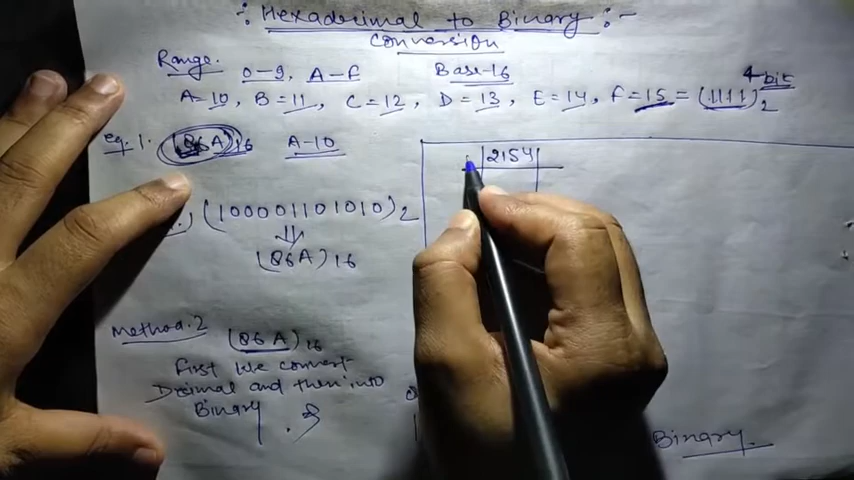 :- Hexadecimal to Binary :-
Conversion
Range. 0-9, A-F Base-16
4 bit
A-10, B=11, C=12, D=13, E=14, F=15=(1111)2
eg.1. (86A)16 A-10
2154
(100001101010)2
⇓
(86A)16
Method.2 (86A)16
First we convert
Decimal and then into
Binary.
Binary.